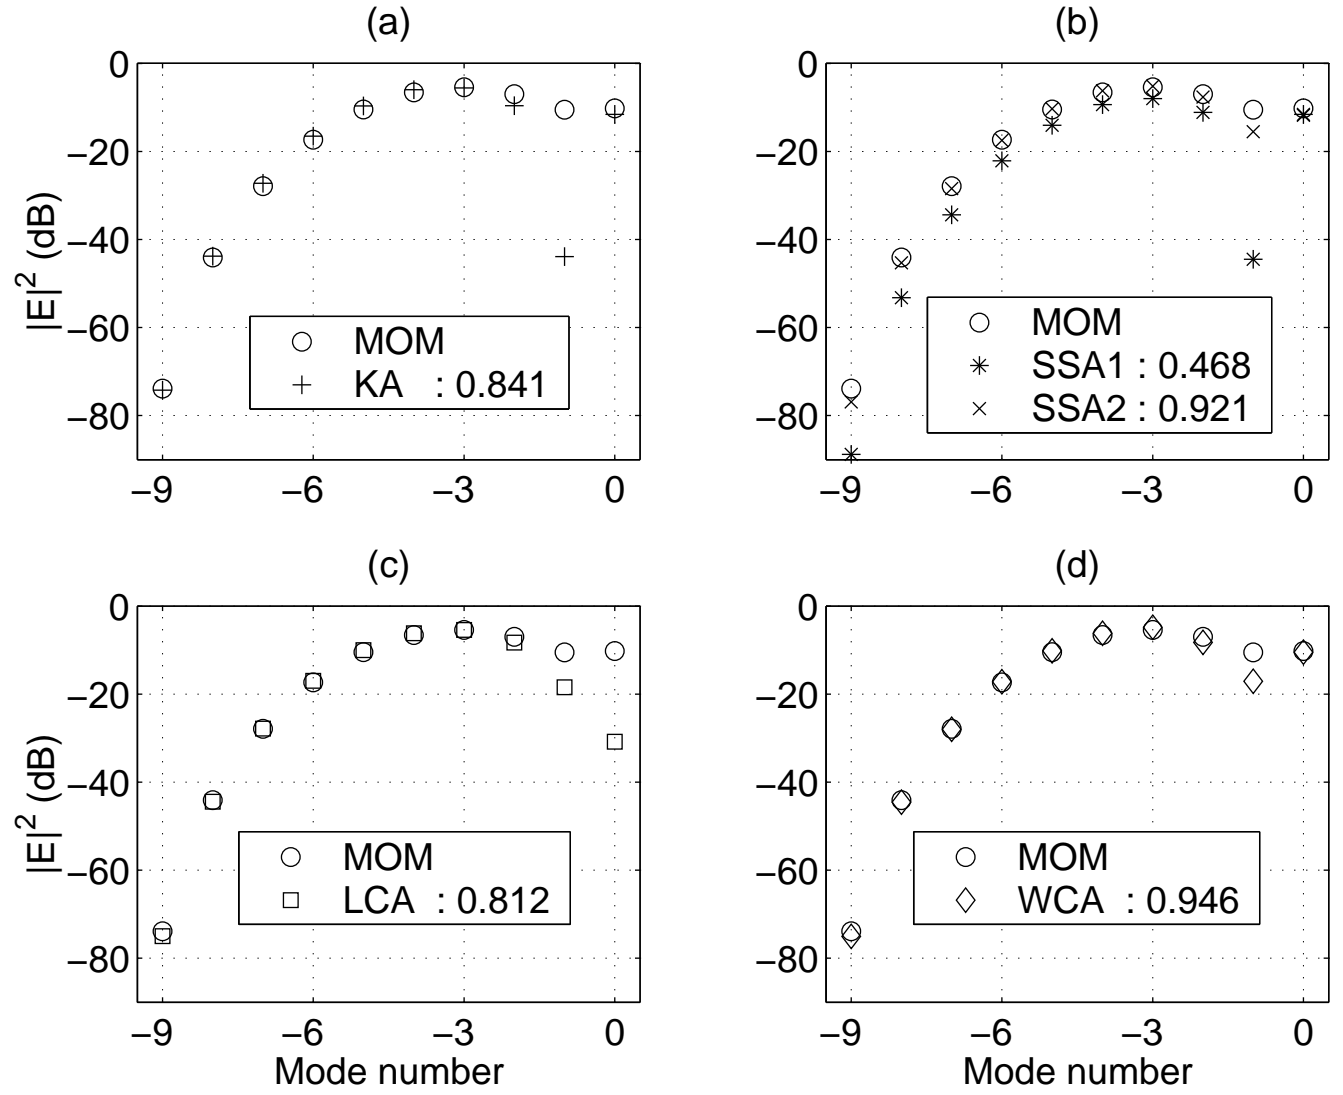 (a)
0
−20
−40
−60
−80
|E|² (dB)
MOM
KA : 0.841
−9 −6 −3 0
(b)
0
−20
−40
−60
−80
MOM
SSA1 : 0.468
SSA2 : 0.921
−9 −6 −3 0
(c)
0
−20
−40
−60
−80
|E|² (dB)
MOM
LCA : 0.812
−9 −6 −3 0
Mode number
(d)
0
−20
−40
−60
−80
MOM
WCA : 0.946
−9 −6 −3 0
Mode number